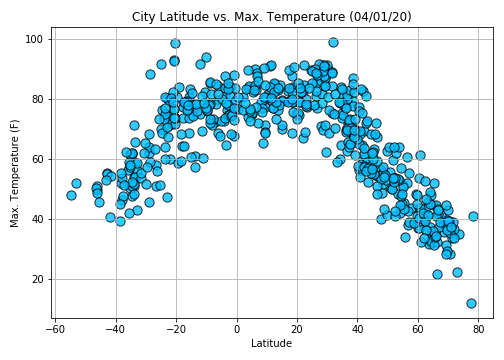 City Latitude vs. Max. Temperature (04/01/20)
100
80
60
40
20
Max. Temperature (F)
−60 −40 −20 0 20 40 60 80
Latitude